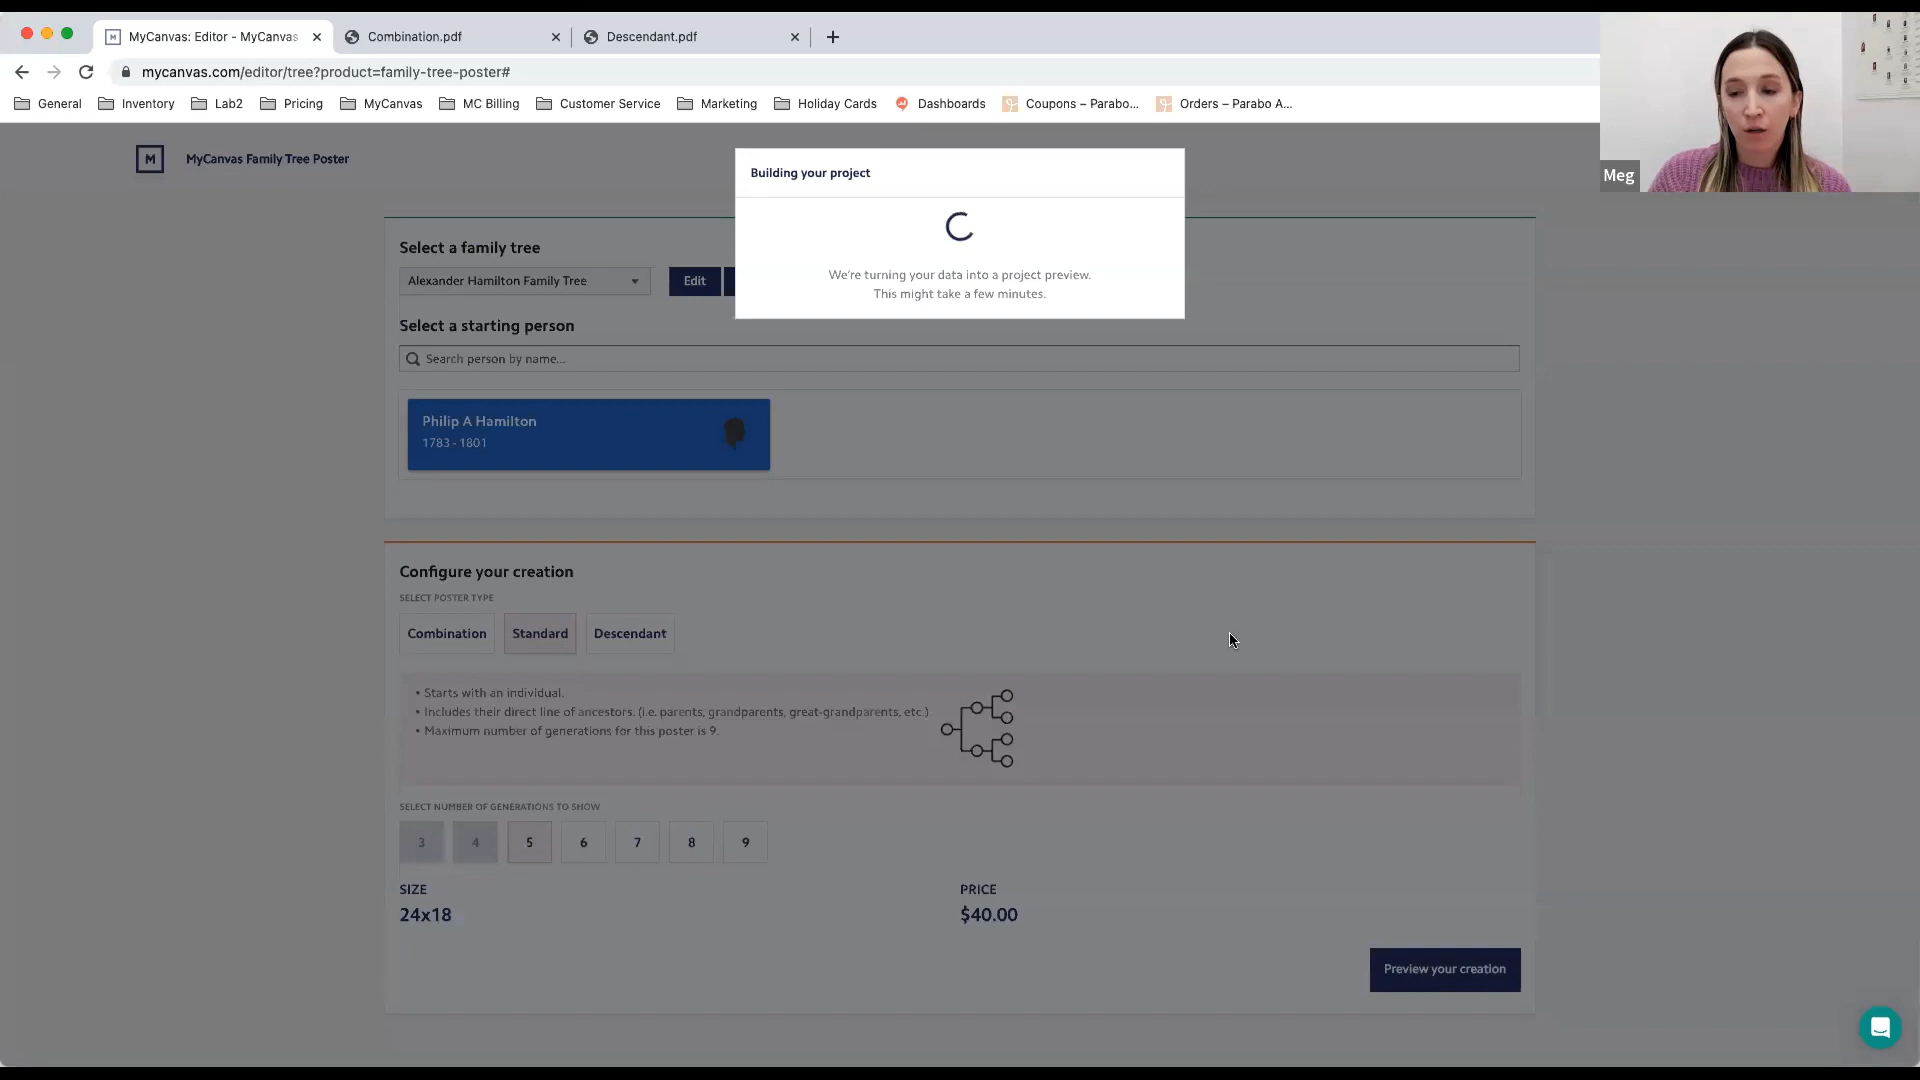 MyCanvas: Editor - MyCanvas
Combination.pdf
Descendant.pdf
mycanvas.com/editor/tree?product=family-tree-poster#
General
Inventory
Lab2
Pricing
MyCanvas
MC Billing
Customer Service
Marketing
Holiday Cards
Dashboards
Coupons – Parabo...
Orders – Parabo A...
Meg
M
MyCanvas Family Tree Poster
Building your project
We're turning your data into a project preview.
This might take a few minutes.
Select a family tree
Alexander Hamilton Family Tree
Edit
Select a starting person
Search person by name...
Philip A Hamilton
1783 - 1801
Configure your creation
SELECT POSTER TYPE
Combination
Standard
Descendant
• Starts with an individual.
• Includes their direct line of ancestors. (i.e. parents, grandparents, great-grandparents, etc.)
• Maximum number of generations for this poster is 9.
SELECT NUMBER OF GENERATIONS TO SHOW
3 4 5 6 7 8 9
SIZE
24x18
PRICE
$40.00
Preview your creation